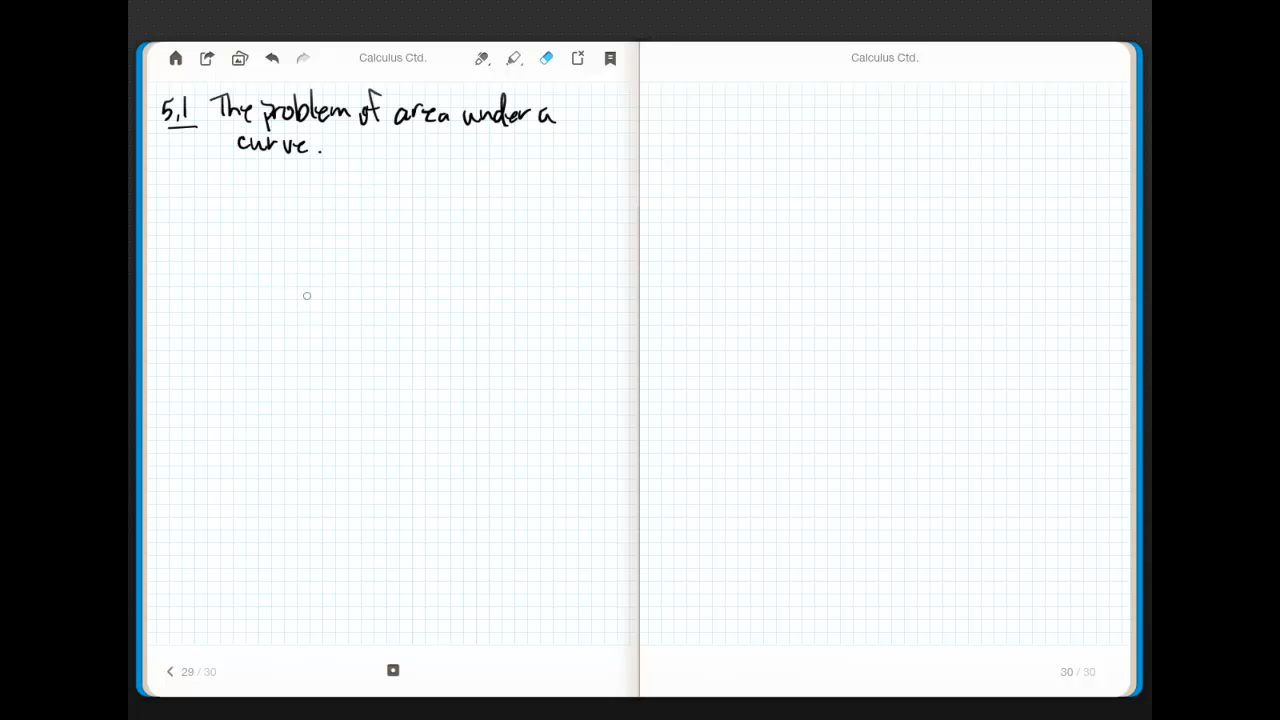 Calculus Ctd.
Calculus Ctd.
5.1 The problem of area under a
curve.
29 / 30
30 / 30